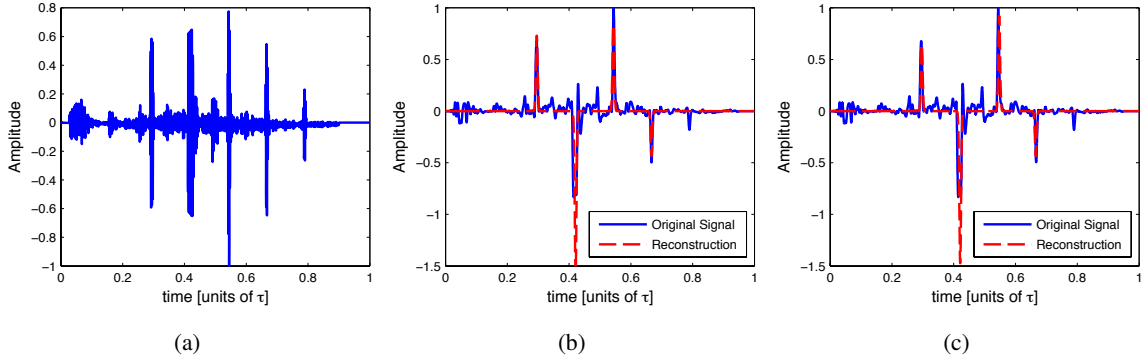 0.8
0.6
0.4
0.2
0
-0.2
-0.4
-0.6
-0.8
-1
Amplitude
0 0.2 0.4 0.6 0.8 1
time [units of τ]
(a)
1
0.5
0
-0.5
-1
-1.5
Amplitude
Original Signal
Reconstruction
0 0.2 0.4 0.6 0.8 1
time [units of τ]
(b)
1
0.5
0
-0.5
-1
-1.5
Amplitude
Original Signal
Reconstruction
0 0.2 0.4 0.6 0.8 1
time [units of τ]
(c)